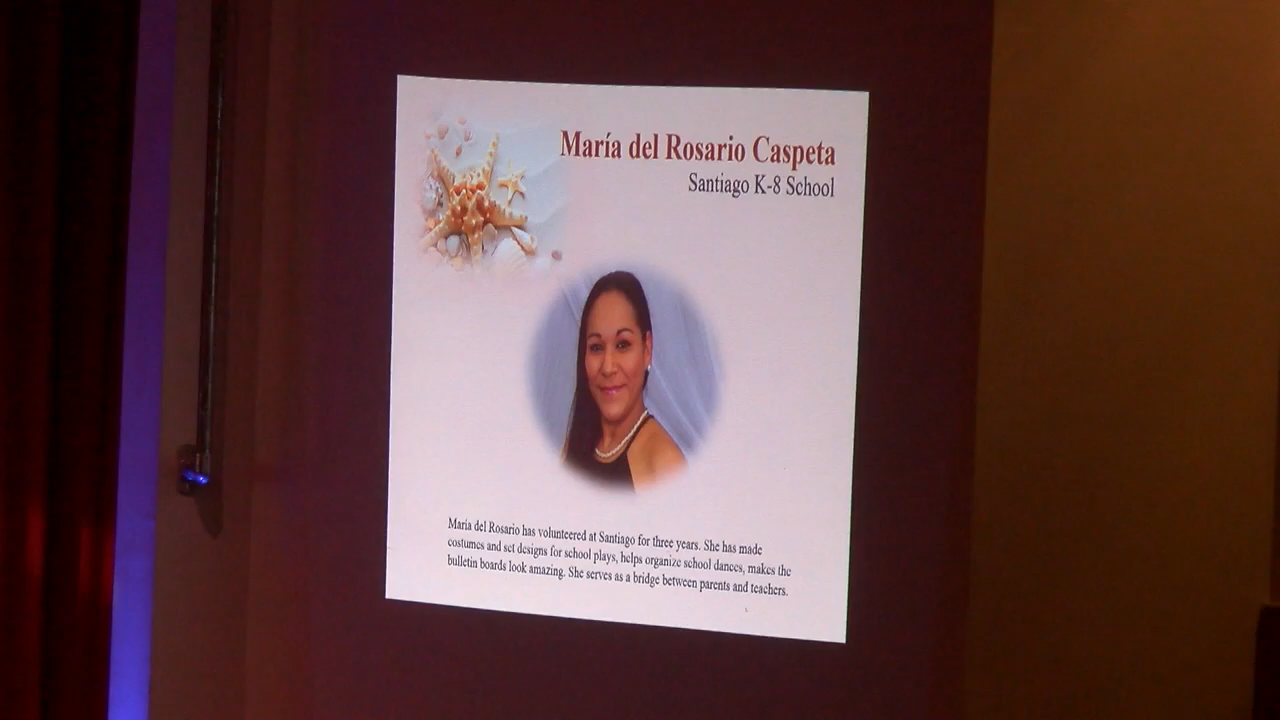 María del Rosario Caspeta
Santiago K-8 School
Maria del Rosario has volunteered at Santiago for three years. She has made
costumes and set designs for school plays, helps organize school dances, makes the
bulletin boards look amazing. She serves as a bridge between parents and teachers.